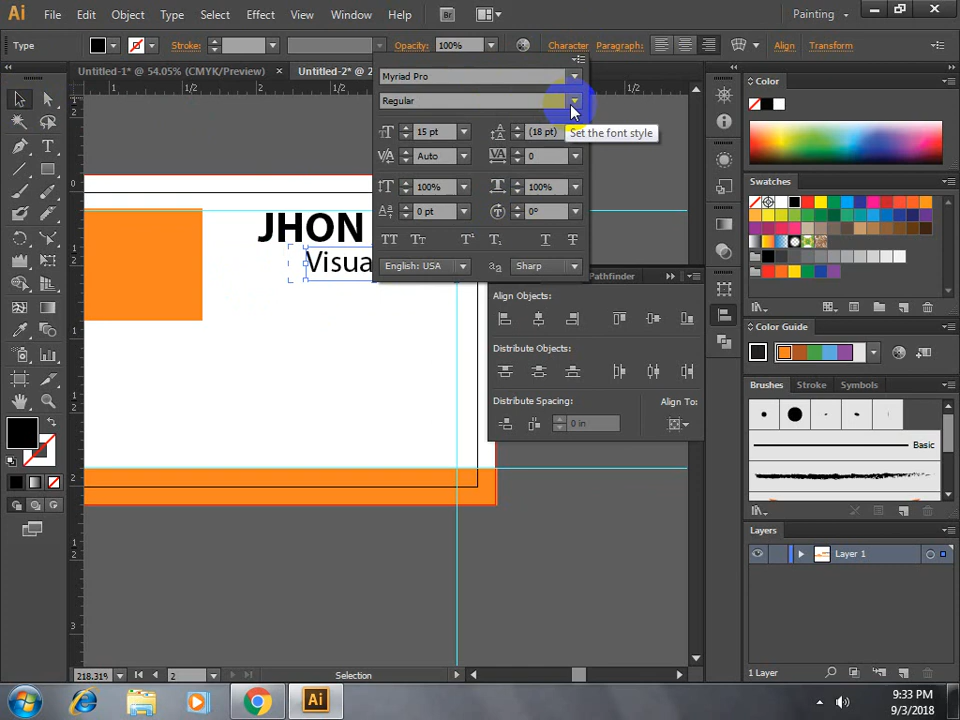 Ai File Edit Object Type Select Effect View Window Help Br Painting
Type Stroke: Opacity: 100% Character Paragraph: Align Transform
Untitled-1* @ 54.05% (CMYK/Preview) × Untitled-2* @ 2
Myriad Pro
Regular
Set the font style
15 pt (18 pt)
Auto 0
100% 100%
0 pt 0°
English: USA Sharp
JHON
Visua
Pathfinder
Align Objects:
Distribute Objects:
Distribute Spacing: Align To:
0 in
Color
Swatches
Color Guide
Brushes Stroke Symbols
Basic
Layers
Layer 1
1 Layer
218.31% 2 Selection
9:33 PM
9/3/2018